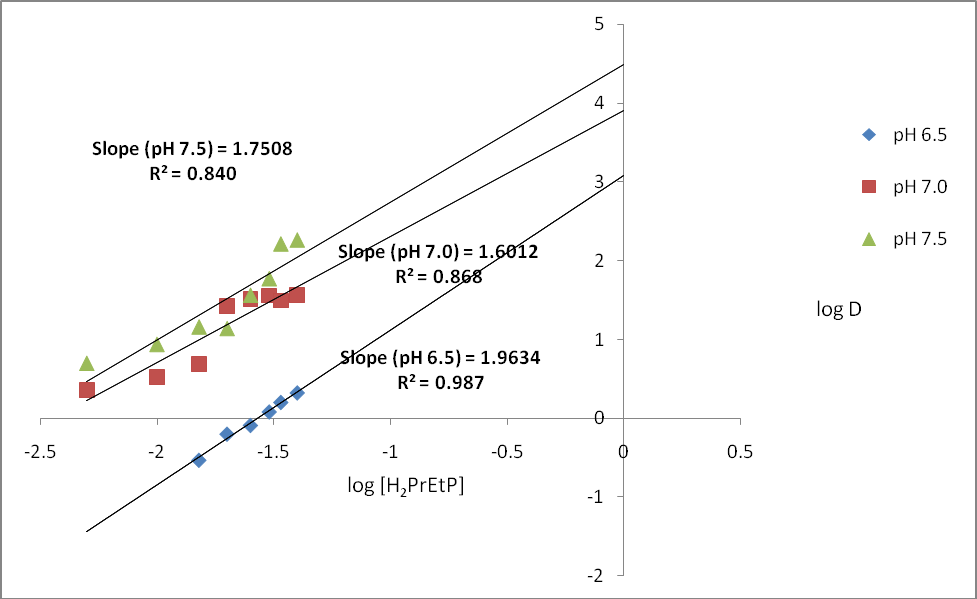 5
4
Slope (pH 7.5) = 1.7508
R² = 0.840
pH 6.5
3
pH 7.0
pH 7.5
Slope (pH 7.0) = 1.6012
R² = 0.868
2
log D
1
Slope (pH 6.5) = 1.9634
R² = 0.987
0
-2.5 -2 -1.5 -1 -0.5 0 0.5
log [H₂PrEtP]
-1
-2